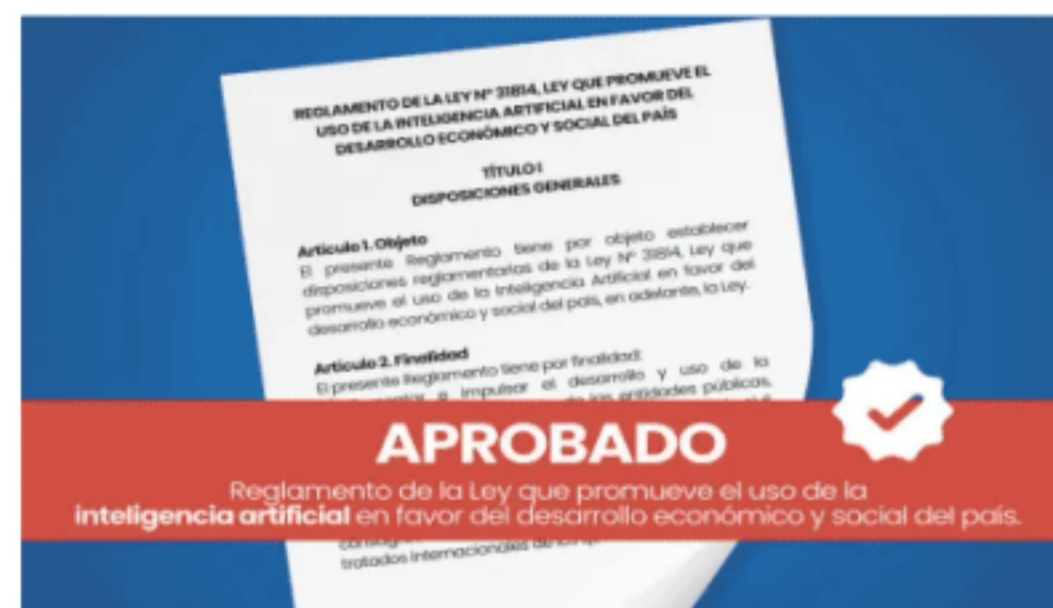 REGLAMENTO DE LA LEY Nº 31814, LEY QUE PROMUEVE EL
USO DE LA INTELIGENCIA ARTIFICIAL EN FAVOR DEL
DESARROLLO ECONÓMICO Y SOCIAL DEL PAÍS
TÍTULO I
DISPOSICIONES GENERALES
Artículo 1. Objeto
El presente Reglamento tiene por objeto establecer
disposiciones reglamentarias de la Ley Nº 31814, Ley que
promueve el uso de la Inteligencia Artificial en favor del
desarrollo económico y social del país, en adelante, la Ley.
Artículo 2. Finalidad
El presente Reglamento tiene por finalidad:
e impulsar el desarrollo y uso de la
las entidades públicas,
APROBADO
Reglamento de la Ley que promueve el uso de la
inteligencia artificial en favor del desarrollo económico y social del país.
tratados internacionales de